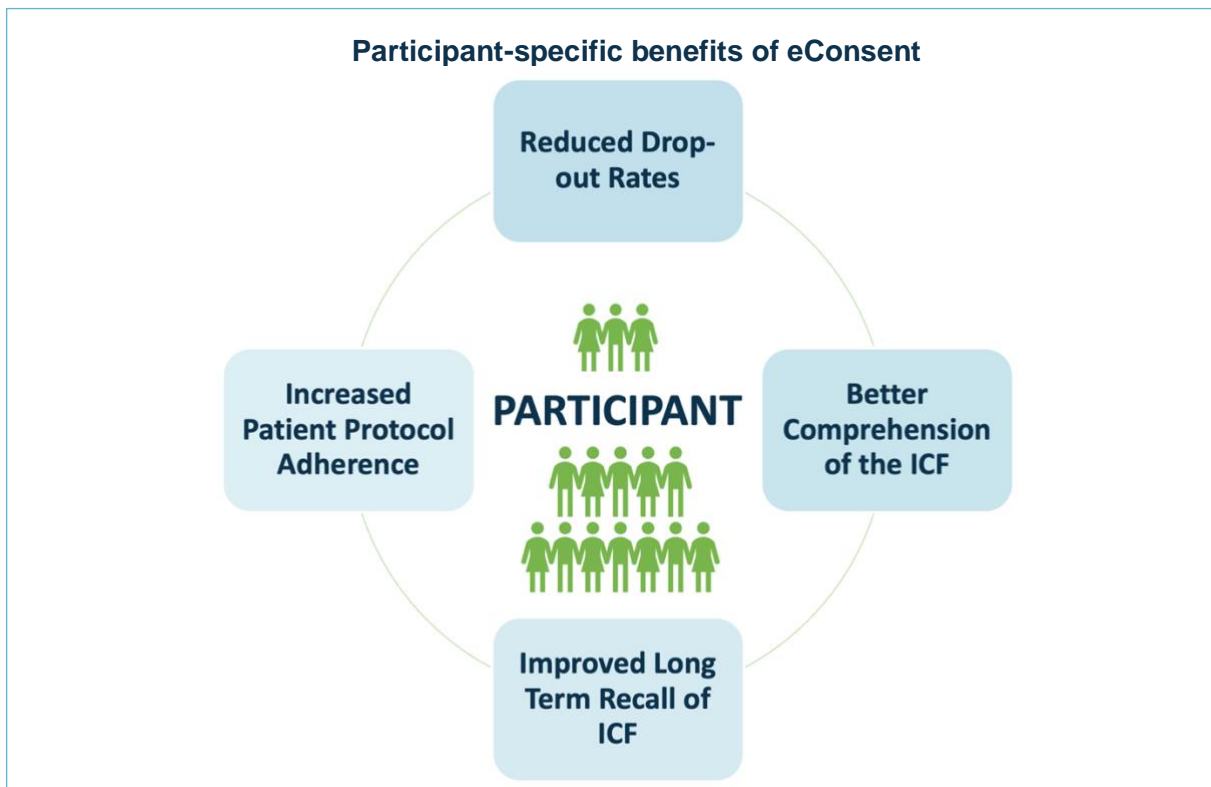 Participant-specific benefits of eConsent
Reduced Drop-
out Rates
Increased
Patient Protocol
Adherence
PARTICIPANT
Better
Comprehension
of the ICF
Improved Long
Term Recall of
ICF